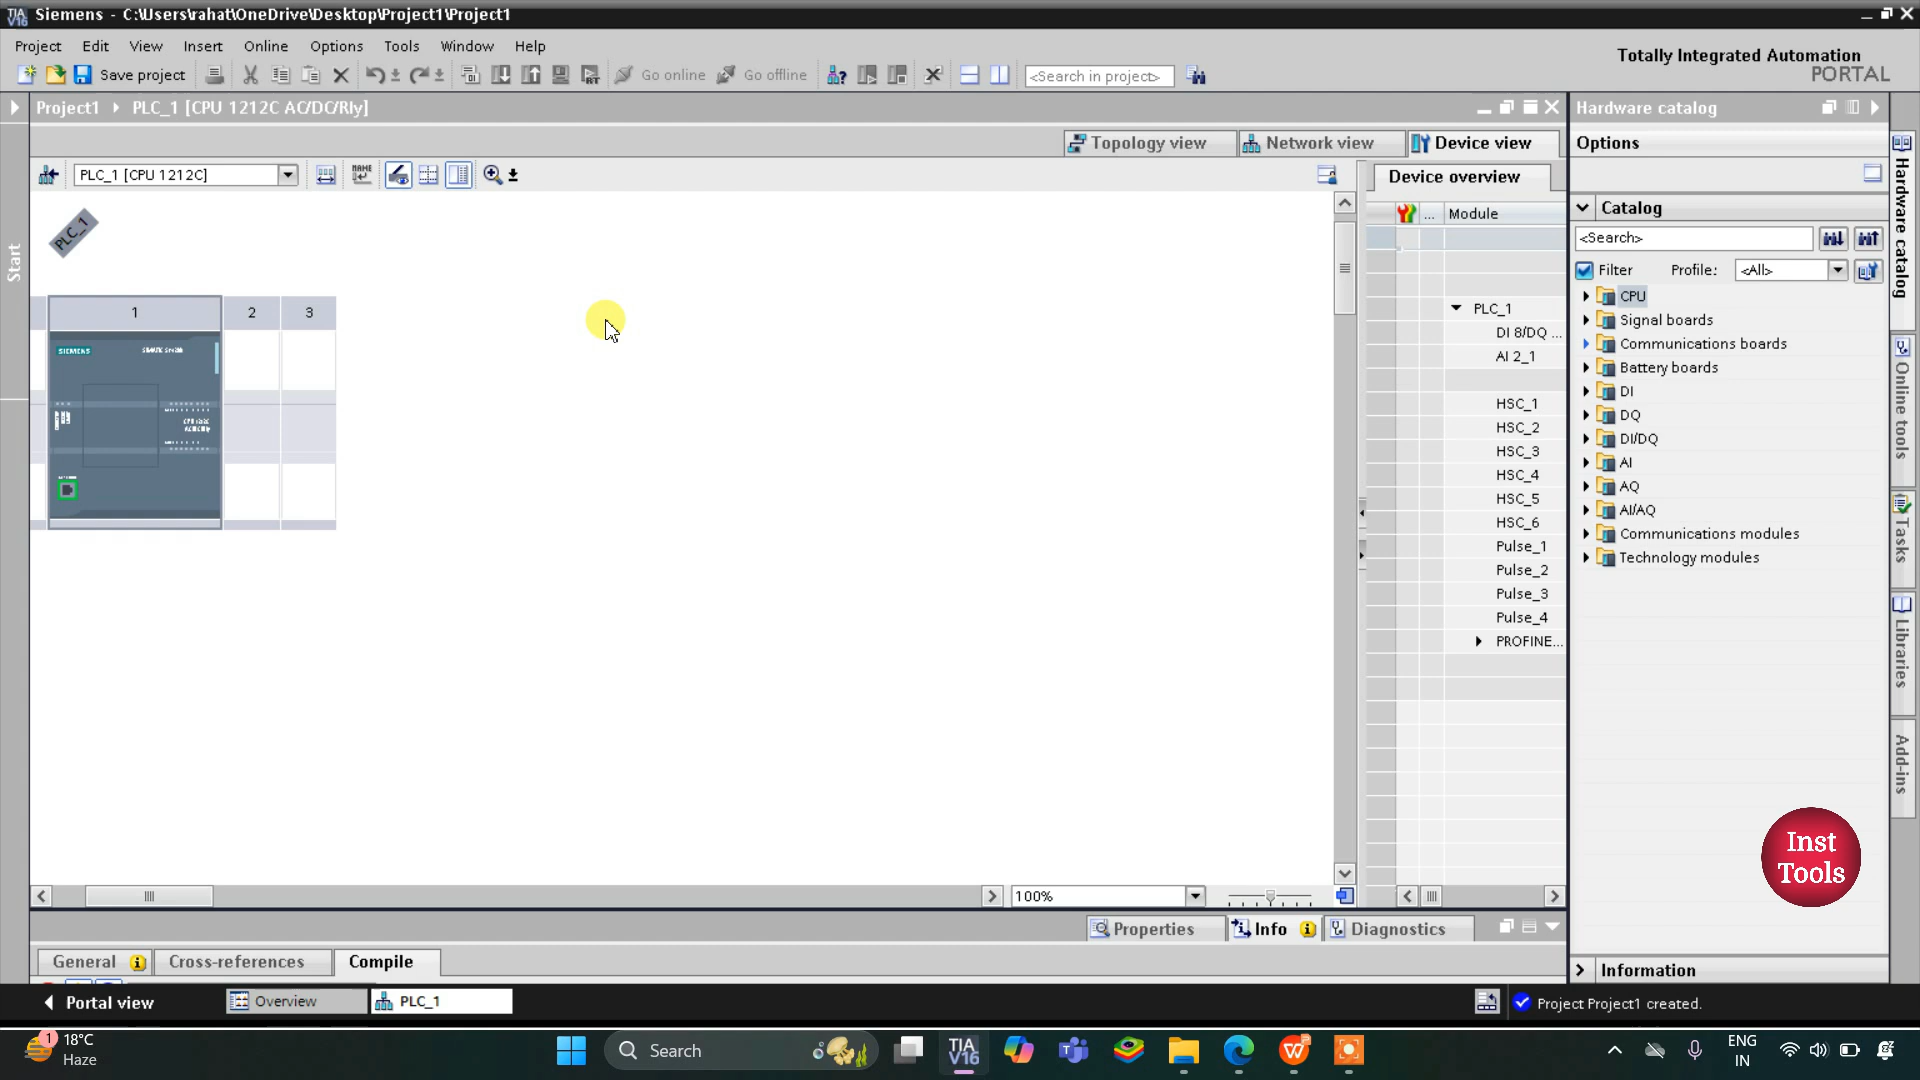 Siemens - C:\Users\rahat\OneDrive\Desktop\Project1\Project1
Project Edit View Insert Online Options Tools Window Help
Totally Integrated Automation
PORTAL
Save project
Go online
Go offline
<Search in project>
Project1 PLC_1 [CPU 1212C AC/DC/Rly]
Hardware catalog
Topology view
Network view
Device view
Options
PLC_1 [CPU 1212C]
NAME
Device overview
... Module
Catalog
<Search>
Filter Profile: <All>
PLC_1
1 2 3
SIEMENS
PLC_1
DI 8/DQ ...
AI 2_1
HSC_1
HSC_2
HSC_3
HSC_4
HSC_5
HSC_6
Pulse_1
Pulse_2
Pulse_3
Pulse_4
PROFINE...
CPU
Signal boards
Communications boards
Battery boards
DI
DQ
DI/DQ
AI
AQ
AI/AQ
Communications modules
Technology modules
Start
Hardware catalog
Online tools
Tasks
Libraries
Add-ins
Inst
Tools
100%
Properties
Info
Diagnostics
General
Cross-references
Compile
Information
Portal view
Overview
PLC_1
Project Project1 created.
1
18°C
Haze
Search
TIA
V16
ENG
IN